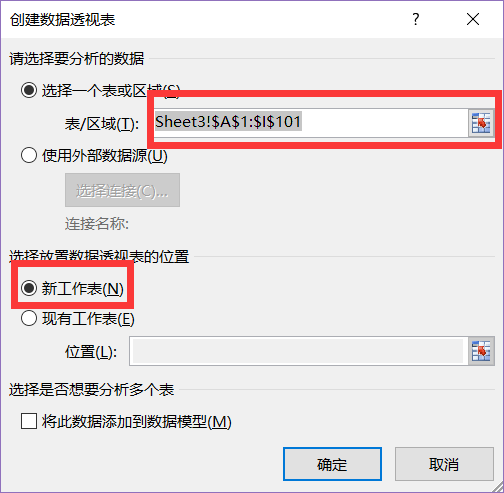 创建数据透视表
请选择要分析的数据
选择一个表或区域(S)
表/区域(T): Sheet3!$A$1:$I$101
使用外部数据源(U)
选择连接(C)...
连接名称:
选择放置数据透视表的位置
新工作表(N)
现有工作表(E)
位置(L):
选择是否想要分析多个表
将此数据添加到数据模型(M)
确定 取消